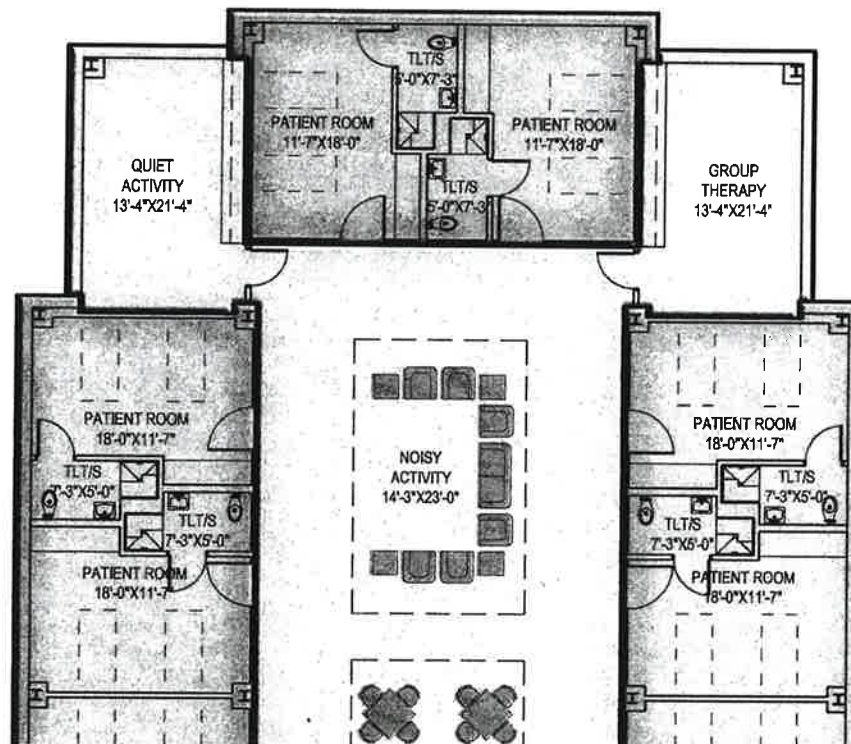 TLT/S
5'-0"X7'-3"
PATIENT ROOM
11'-7"X18'-0"
PATIENT ROOM
11'-7"X18'-0"
QUIET
ACTIVITY
13'-4"X21'-4"
TLT/S
5'-0"X7'-3
GROUP
THERAPY
13'-4"X21'-4"
PATIENT ROOM
18'-0"X11'-7"
PATIENT ROOM
18'-0"X11'-7"
NOISY
ACTIVITY
14'-3"X23'-0"
TLT/S
7'-3"X5'-0"
TLT/S
7'-3"X5'-0"
TLT/S
7'-3"X5'-0"
TLT/S
7'-3"X5'-0"
PATIENT ROOM
18'-0"X11'-7"
PATIENT ROOM
18'-0"X11'-7"